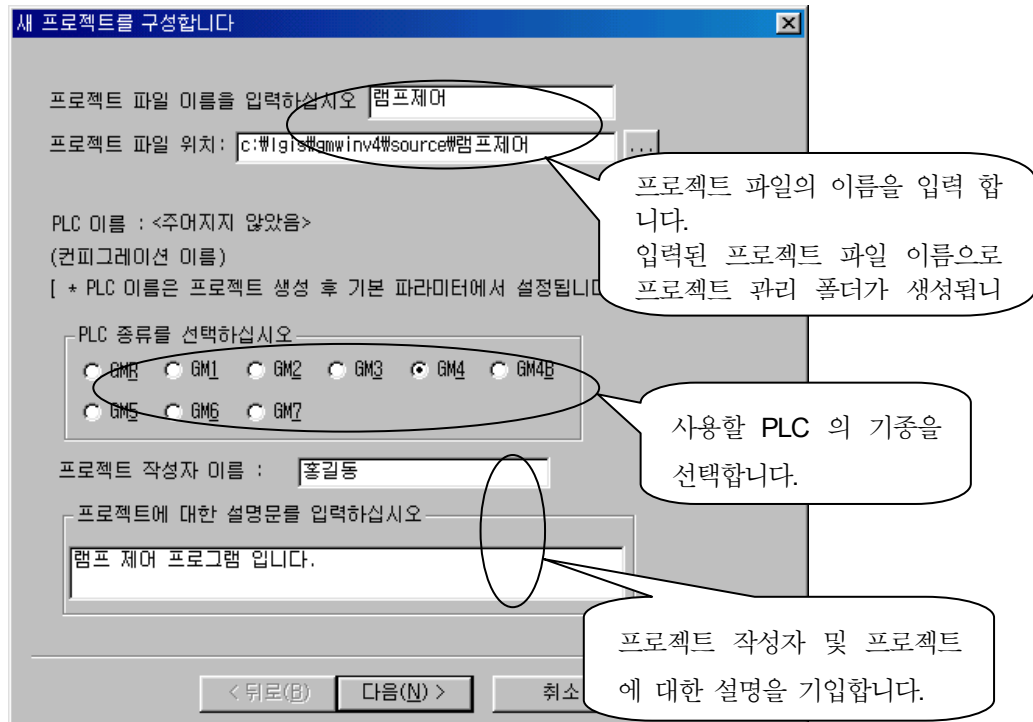 새 프로젝트를 구성합니다
프로젝트 파일 이름을 입력하십시오 램프제어
프로젝트 파일 위치: c:\lgis\gmwinv4\source\램프제어 ...
프로젝트 파일의 이름을 입력 합
니다.
입력된 프로젝트 파일 이름으로
프로젝트 관리 폴더가 생성됩니
PLC 이름 : <주어지지 않았음>
(컨피그레이션 이름)
[ * PLC 이름은 프로젝트 생성 후 기본 파라미터에서 설정됩니다
PLC 종류를 선택하십시오
GMR GM1 GM2 GM3 GM4 GM4B
GM5 GM6 GM7
사용할 PLC 의 기종을
선택합니다.
프로젝트 작성자 이름 : 홍길동
프로젝트에 대한 설명문를 입력하십시오
램프 제어 프로그램 입니다.
프로젝트 작성자 및 프로젝트
에 대한 설명을 기입합니다.
< 뒤로(B) 다음(N) > 취소